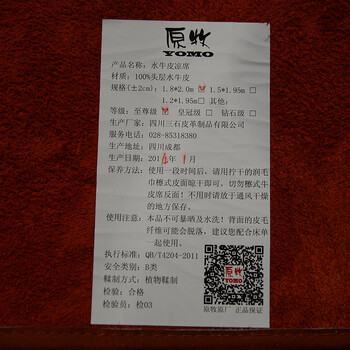 原牧
YOMO
产品名称:水牛皮凉席
材质:100%头层水牛皮
规格(±2cm):1.8*2.0m 1.5*1.95m□
1.2*1.95m□ 其他:
等级:至尊级 皇冠级□ 钻石级□
生产厂家:四川三石皮革制品有限公司
服务电话:028-85318380
生产地址:四川成都
生产日期:201 年 1月
保养方法:使用一段时间后,请用拧干的润毛
巾檫式皮面晾干即可,切勿檫式牛
皮席反面!不用时请放于通风干燥
的地方保存。
使用注意:本品不可暴晒及水洗!背面的皮毛
纤维可能会脱落,建议您配合床单
一起使用。
执行标准:QB/T4204-2011
安全类别:B类
鞣制方式:植物鞣制
检验:合格
检验员:检03
原牧
YOMO
原牧原厂 正品保证